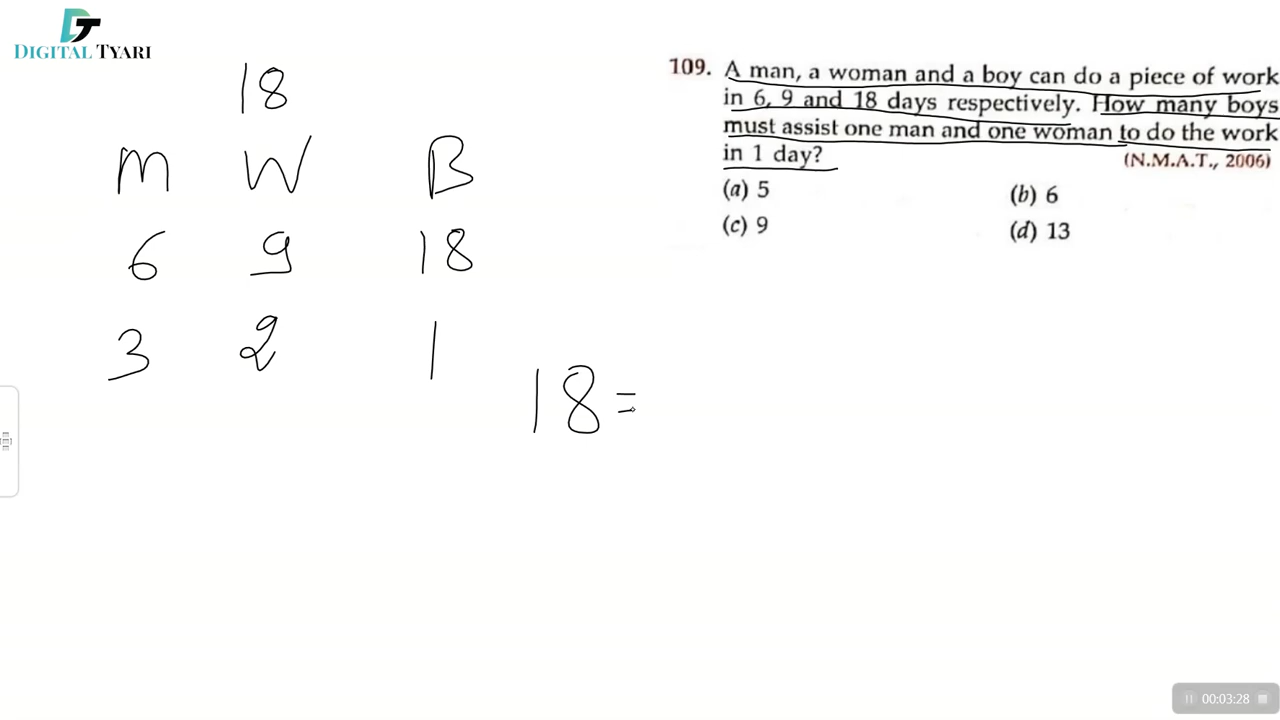 DIGITAL TYARI
18
M W B
6 9 18
3 2 1
18 =
109. A man, a woman and a boy can do a piece of work
in 6, 9 and 18 days respectively. How many boys
must assist one man and one woman to do the work
in 1 day? (N.M.A.T., 2006)
(a) 5 (b) 6
(c) 9 (d) 13
00:03:28